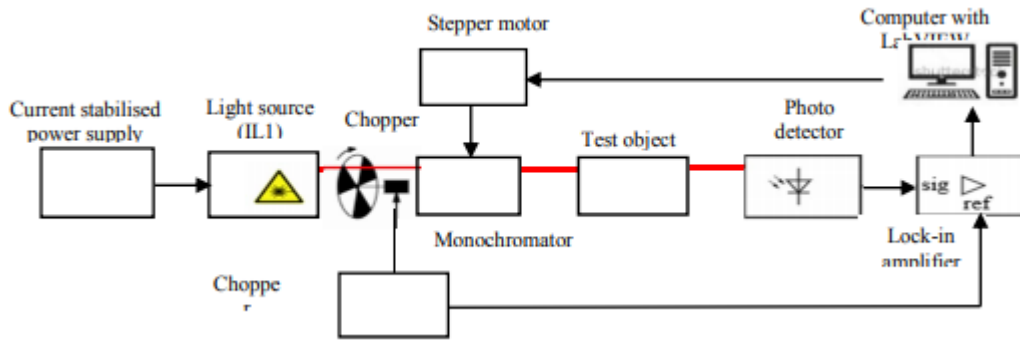 Stepper motor
Computer with
LabVIEW
Current stabilised
power supply
Light source
(IL1)
Chopper
Photo
detector
Test object
sig
ref
Monochromator
Lock-in
amplifier
Choppe
r